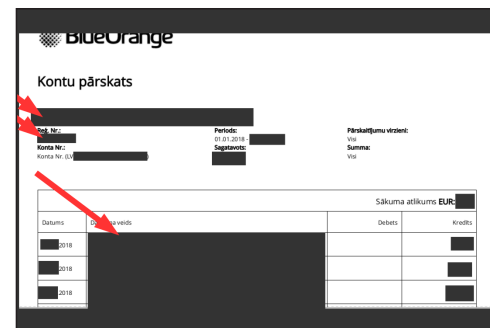 BlueOrange
Kontu pārskats
Reģ. Nr.: Periods: Pārskaitījumu virzieni:
01.01.2018 - Visi
Konta Nr.: Sagatavots: Summa:
Konta Nr. (LV ) Visi
Sākuma atlikums EUR:
Datums veids Debets Kredīts
2018
2018
2018